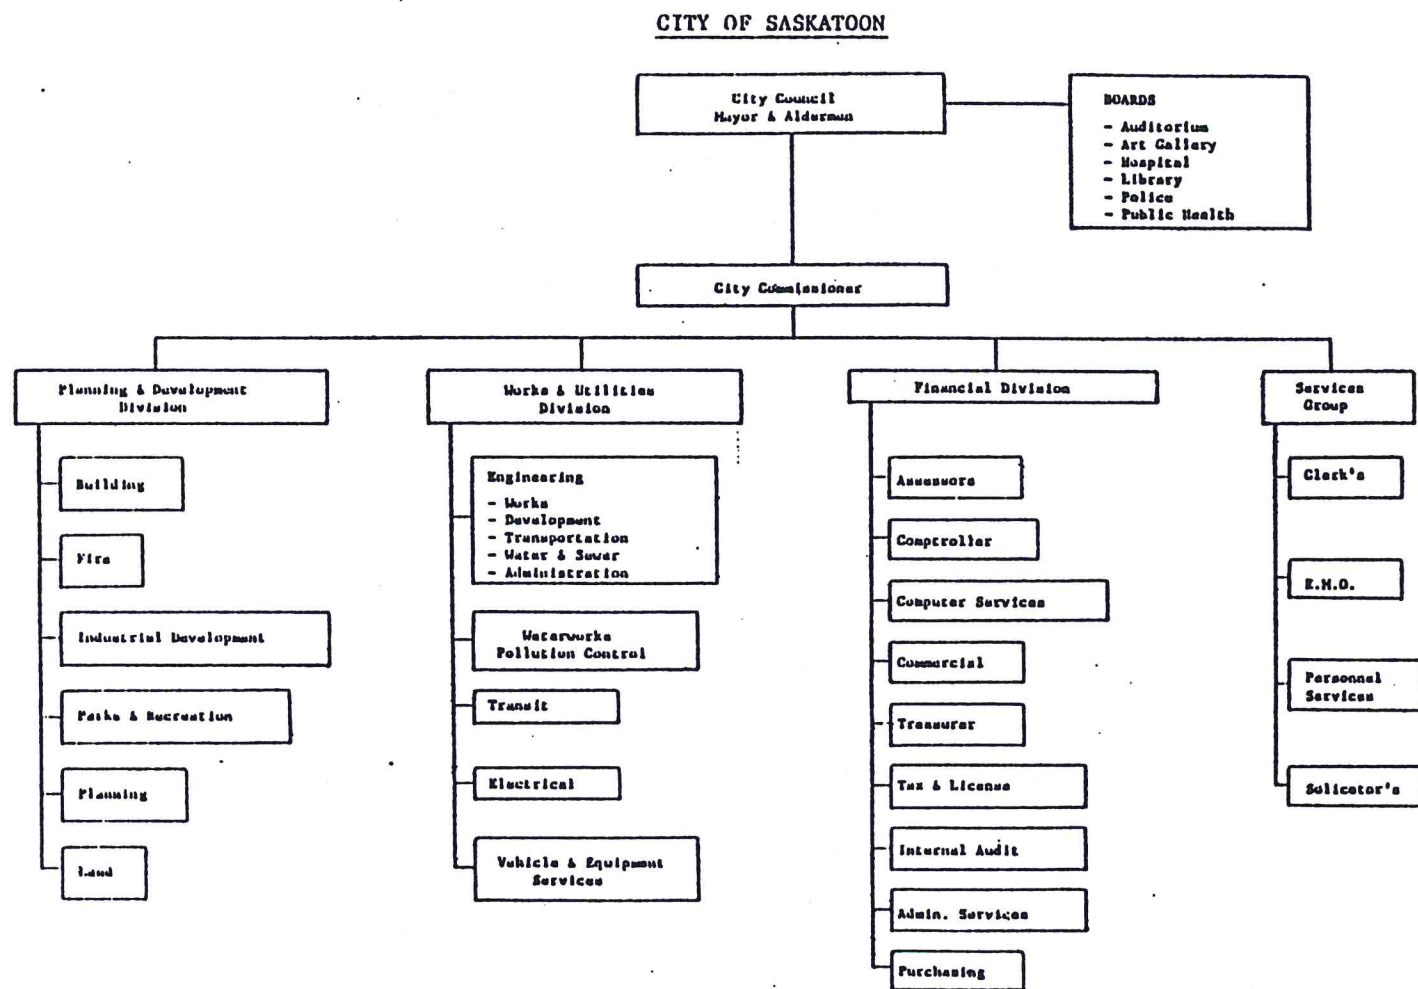 CITY OF SASKATOON
City Council
Mayor & Alderman
BOARDS
- Auditorium
- Art Gallery
- Hospital
- Library
- Police
- Public Health
City Commissioner
Planning & Development
Division
Building
Fire
Industrial Development
Parks & Recreation
Planning
Land
Works & Utilities
Division
Engineering
- Works
- Development
- Transportation
- Water & Sewer
- Administration
Waterworks
Pollution Control
Transit
Electrical
Vehicle & Equipment
Services
Financial Division
Assessors
Comptroller
Computer Services
Commercial
Treasurer
Tax & License
Internal Audit
Admin. Services
Purchasing
Services
Group
Clerk's
E.M.O.
Personnel
Services
Solicitor's